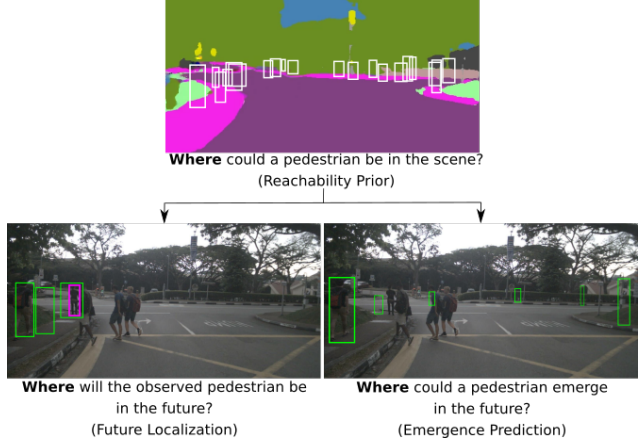 Where could a pedestrian be in the scene?
(Reachability Prior)
Where will the observed pedestrian be
in the future?
(Future Localization)
Where could a pedestrian emerge
in the future?
(Emergence Prediction)